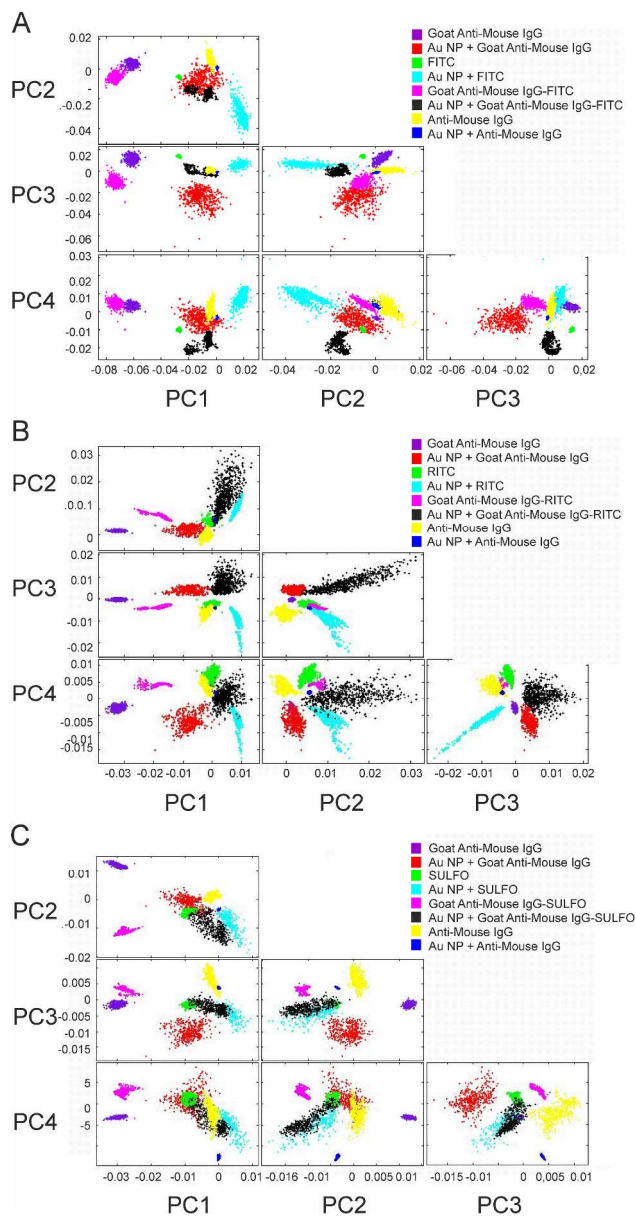 A
Goat Anti-Mouse IgG
Au NP + Goat Anti-Mouse IgG
FITC
Au NP + FITC
Goat Anti-Mouse IgG-FITC
Au NP + Goat Anti-Mouse IgG-FITC
Anti-Mouse IgG
Au NP + Anti-Mouse IgG
PC2
0.02
0
-
-0.02
-0.04
PC3
0.02
0
-0.02
-0.04
-0.06
0.02
0
-0.02
-0.04
-0.06
PC4
0.03
0.02
0.01
0
-0.01
-0.02
-0.08 -0.06 -0.04 -0.02 0 0.02
-0.04 -0.02 0 0.02
-0.06 -0.04 -0.02 0 0,02
PC1 PC2 PC3
B
Goat Anti-Mouse IgG
Au NP + Goat Anti-Mouse IgG
RITC
Au NP + RITC
Goat Anti-Mouse IgG-RITC
Au NP + Goat Anti-Mouse IgG-RITC
Anti-Mouse IgG
Au NP + Anti-Mouse IgG
PC2
0.03
0.02
.0.01
0
PC3
0.02
0.01
0
-0.01
-0.02
PC4
0.01
0.005
0
-0.005
-0.01
-0.015
-0.03 -0.02 -0.01 0 0.01
0 0.01 0.02 0.03
-0.02 -0.01 0 0.01 0,02
PC1 PC2 PC3
C
Goat Anti-Mouse IgG
Au NP + Goat Anti-Mouse IgG
SULFO
Au NP + SULFO
Goat Anti-Mouse IgG-SULFO
Au NP + Goat Anti-Mouse IgG-SULFO
Anti-Mouse IgG
Au NP + Anti-Mouse IgG
PC2
0.01
0
-0.01
-0.02
PC3
0.005
0
-0.005
-0.01
-0.015
PC4
5
0
-5
-0.03 -0.02 -0.01 0 0.01
-0.016 -0.01 0 0,005 0.01
-0.015 -0.01 0 0.01
PC1 PC2 PC3